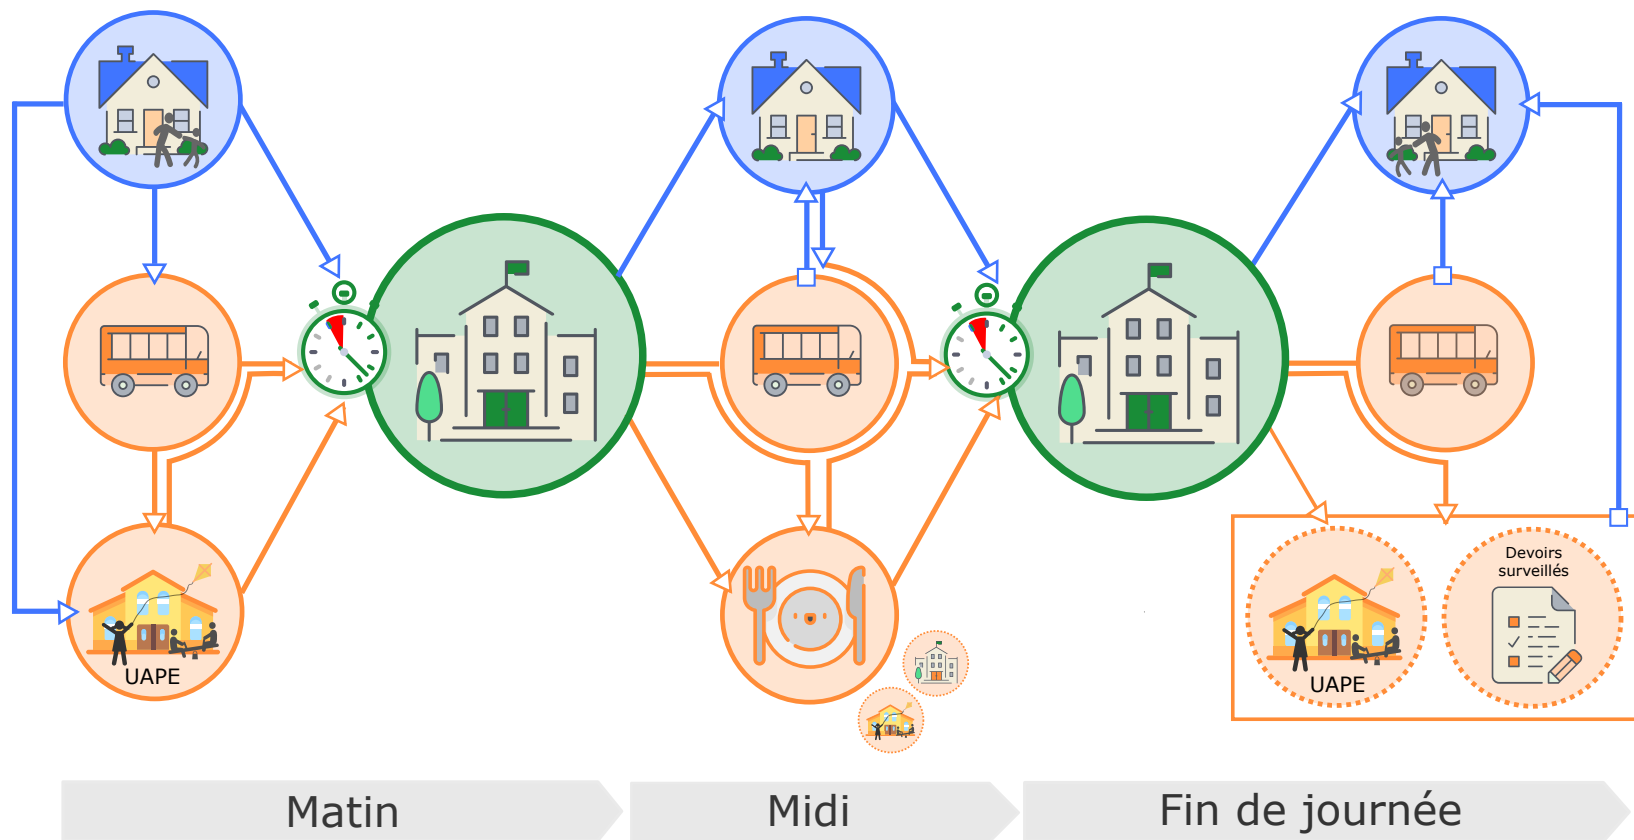 Devoirs
surveillés
UAPE
UAPE
Matin
Midi
Fin de journée